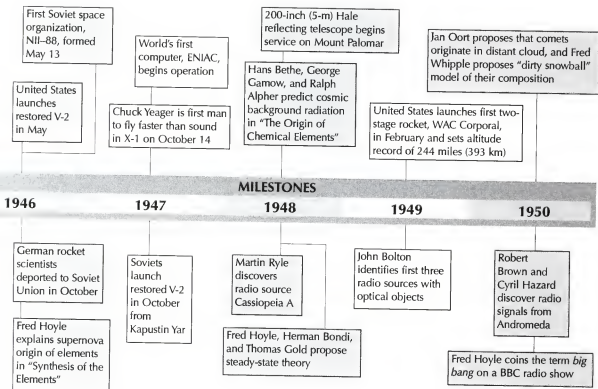 First Soviet space
organization,
NII–88, formed
May 13
United States
launches
restored V-2
in May
World's first
computer, ENIAC,
begins operation
Chuck Yeager is first man
to fly faster than sound
in X-1 on October 14
200-inch (5-m) Hale
reflecting telescope begins
service on Mount Palomar
Hans Bethe, George
Gamow, and Ralph
Alpher predict cosmic
background radiation
in "The Origin of
Chemical Elements"
United States launches first two-
stage rocket, WAC Corporal,
in February and sets altitude
record of 244 miles (393 km)
Jan Oort proposes that comets
originate in distant cloud, and Fred
Whipple proposes "dirty snowball"
model of their composition
MILESTONES
1946
1947
1948
1949
1950
German rocket
scientists
deported to Soviet
Union in October
Fred Hoyle
explains supernova
origin of elements
in "Synthesis of the
Elements"
Soviets
launch
restored V-2
in October
from
Kapustin Yar
Martin Ryle
discovers
radio source
Cassiopeia A
Fred Hoyle, Herman Bondi,
and Thomas Gold propose
steady-state theory
John Bolton
identifies first three
radio sources with
optical objects
Robert
Brown and
Cyril Hazard
discover radio
signals from
Andromeda
Fred Hoyle coins the term big
bang on a BBC radio show